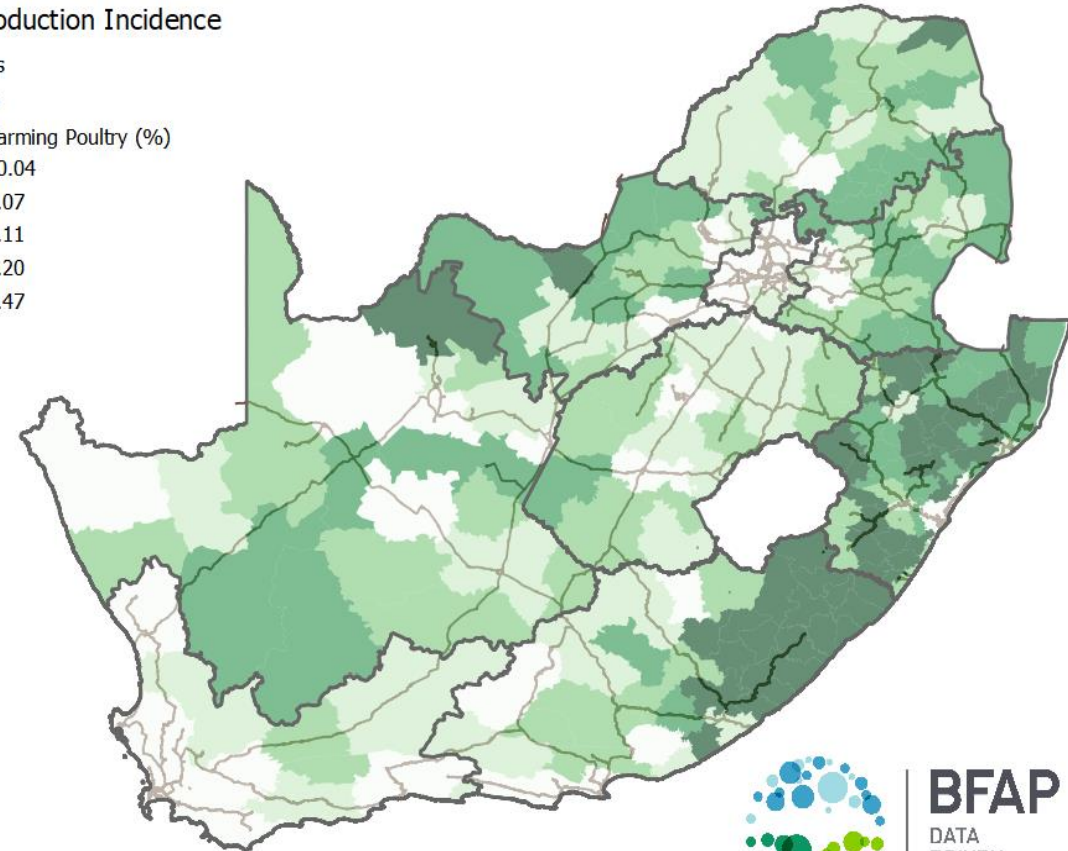 oduction Incidence
s
arming Poultry (%)
0.04
.07
.11
.20
.47
BFAP
DATA